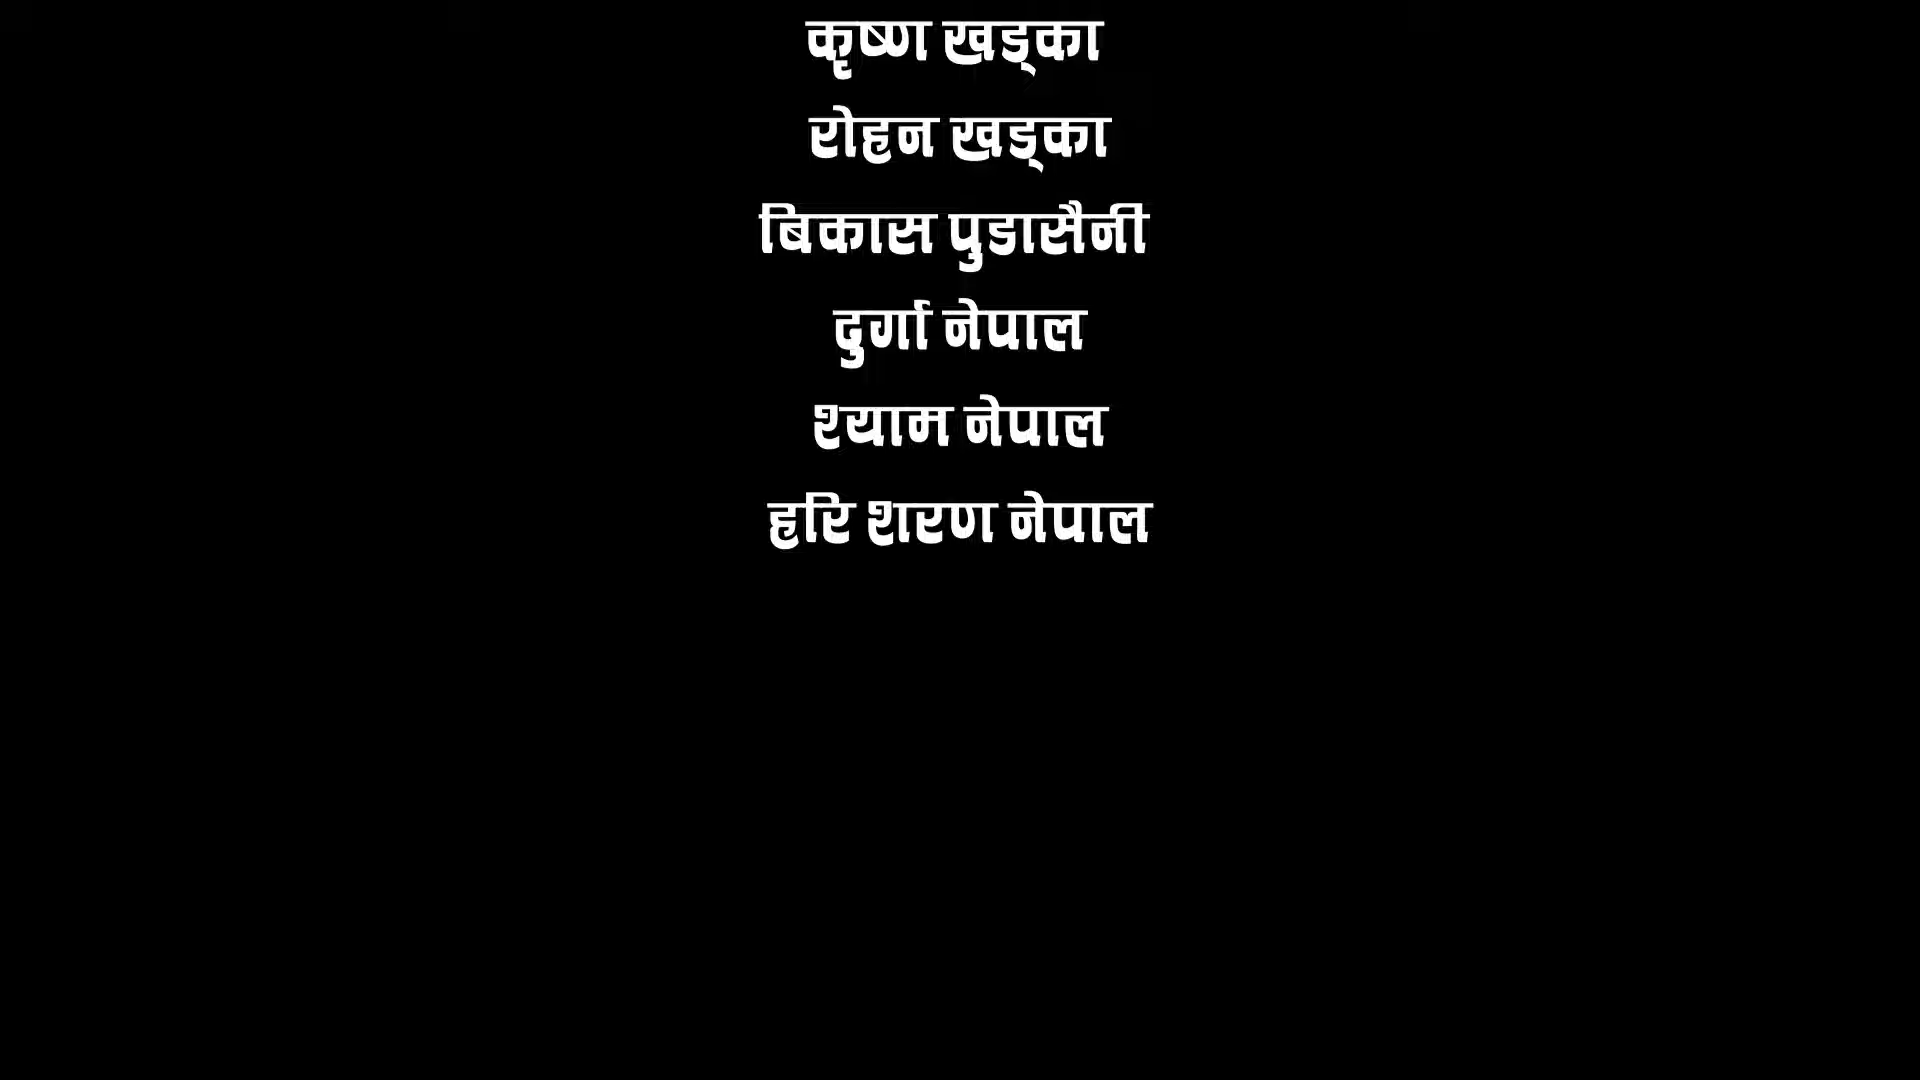 कृष्ण खड्का
रोहन खड्का
बिकास पुडासैनी
दुर्गा नेपाल
श्याम नेपाल
हरि शरण नेपाल